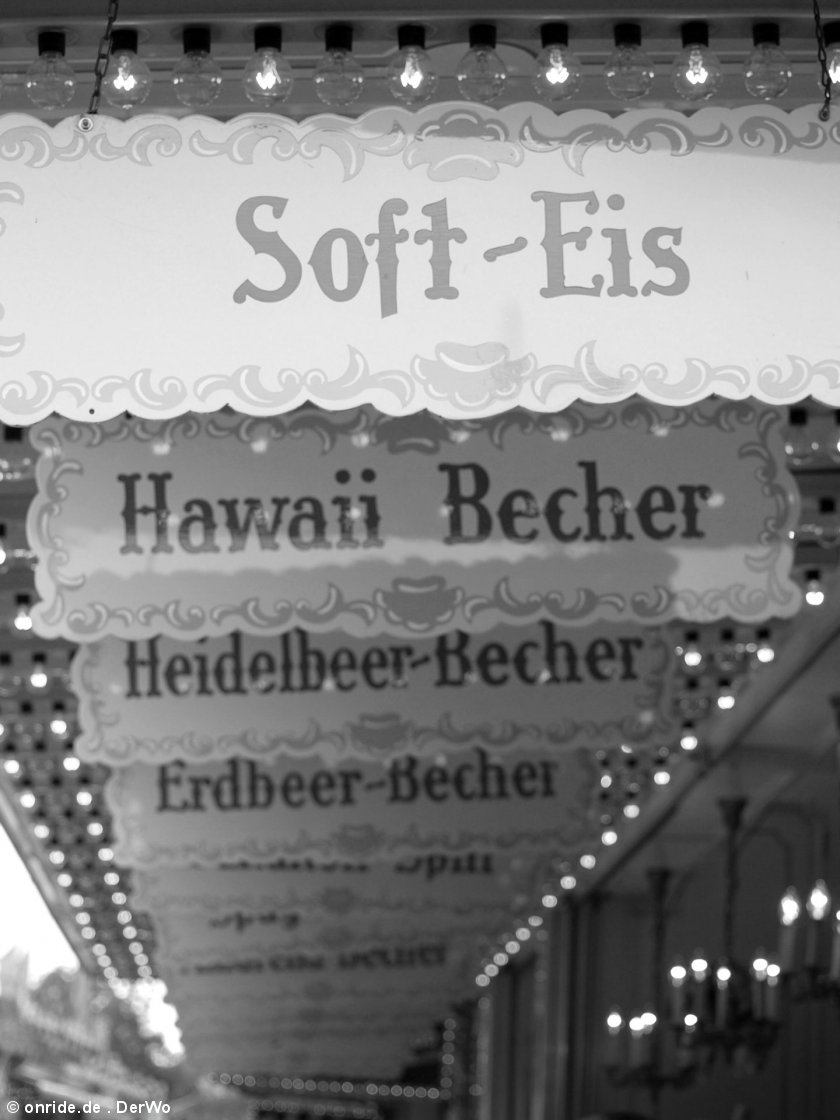 Soft-Eis
Hawaii Becher
Heidelbeer-Becher
Erdbeer-Becher
© onride.de . DerWo